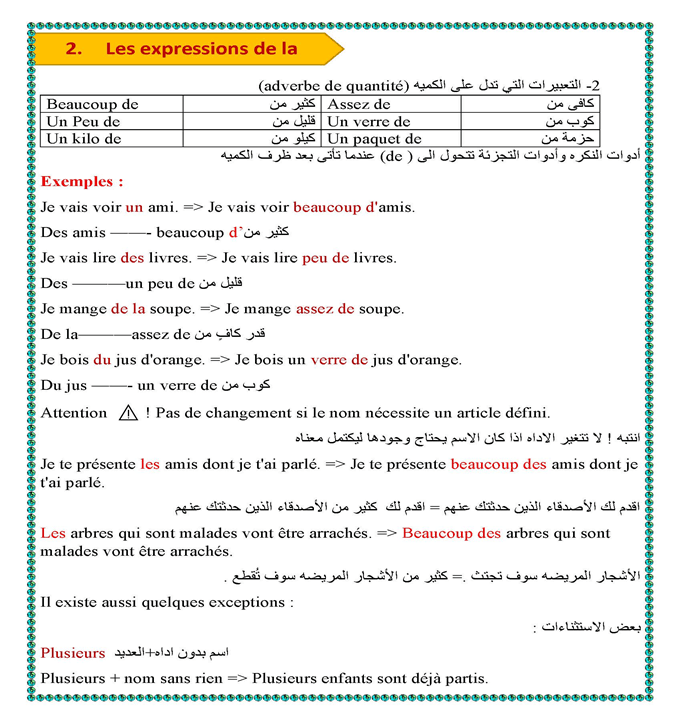 2. Les expressions de la
2- التعبيرات التي تدل على الكميه (adverbe de quantité)
Beaucoup de كثير من Assez de كافى من
Un Peu de قليل من Un verre de كوب من
Un kilo de كيلو من Un paquet de حزمة من
أدوات النكره وأدوات التجزئة تتحول الى ( de ) عندما تأتى بعد ظرف الكميه
Exemples :
Je vais voir un ami. => Je vais voir beaucoup d'amis.
Des amis ——- beaucoup d’كثير من
Je vais lire des livres. => Je vais lire peu de livres.
Des ———un peu de قليل من
Je mange de la soupe. => Je mange assez de soupe.
De la———assez de قدر كافٍ من
Je bois du jus d'orange. => Je bois un verre de jus d'orange.
Du jus ——- un verre de كوب من
Attention ⚠ ! Pas de changement si le nom nécessite un article défini.
انتبه ! لا تتغير الاداه اذا كان الاسم يحتاج وجودها ليكتمل معناه
Je te présente les amis dont je t'ai parlé. => Je te présente beaucoup des amis dont je
t'ai parlé.
اقدم لك الأصدقاء الذين حدثتك عنهم = اقدم لك كثير من الأصدقاء الذين حدثتك عنهم
Les arbres qui sont malades vont être arrachés. => Beaucoup des arbres qui sont
malades vont être arrachés.
الأشجار المريضه سوف تجتث .= كثير من الأشجار المريضه سوف تُقطع .
Il existe aussi quelques exceptions :
بعض الاستثناءات :
Plusieurs اسم بدون اداه+العديد
Plusieurs + nom sans rien => Plusieurs enfants sont déjà partis.